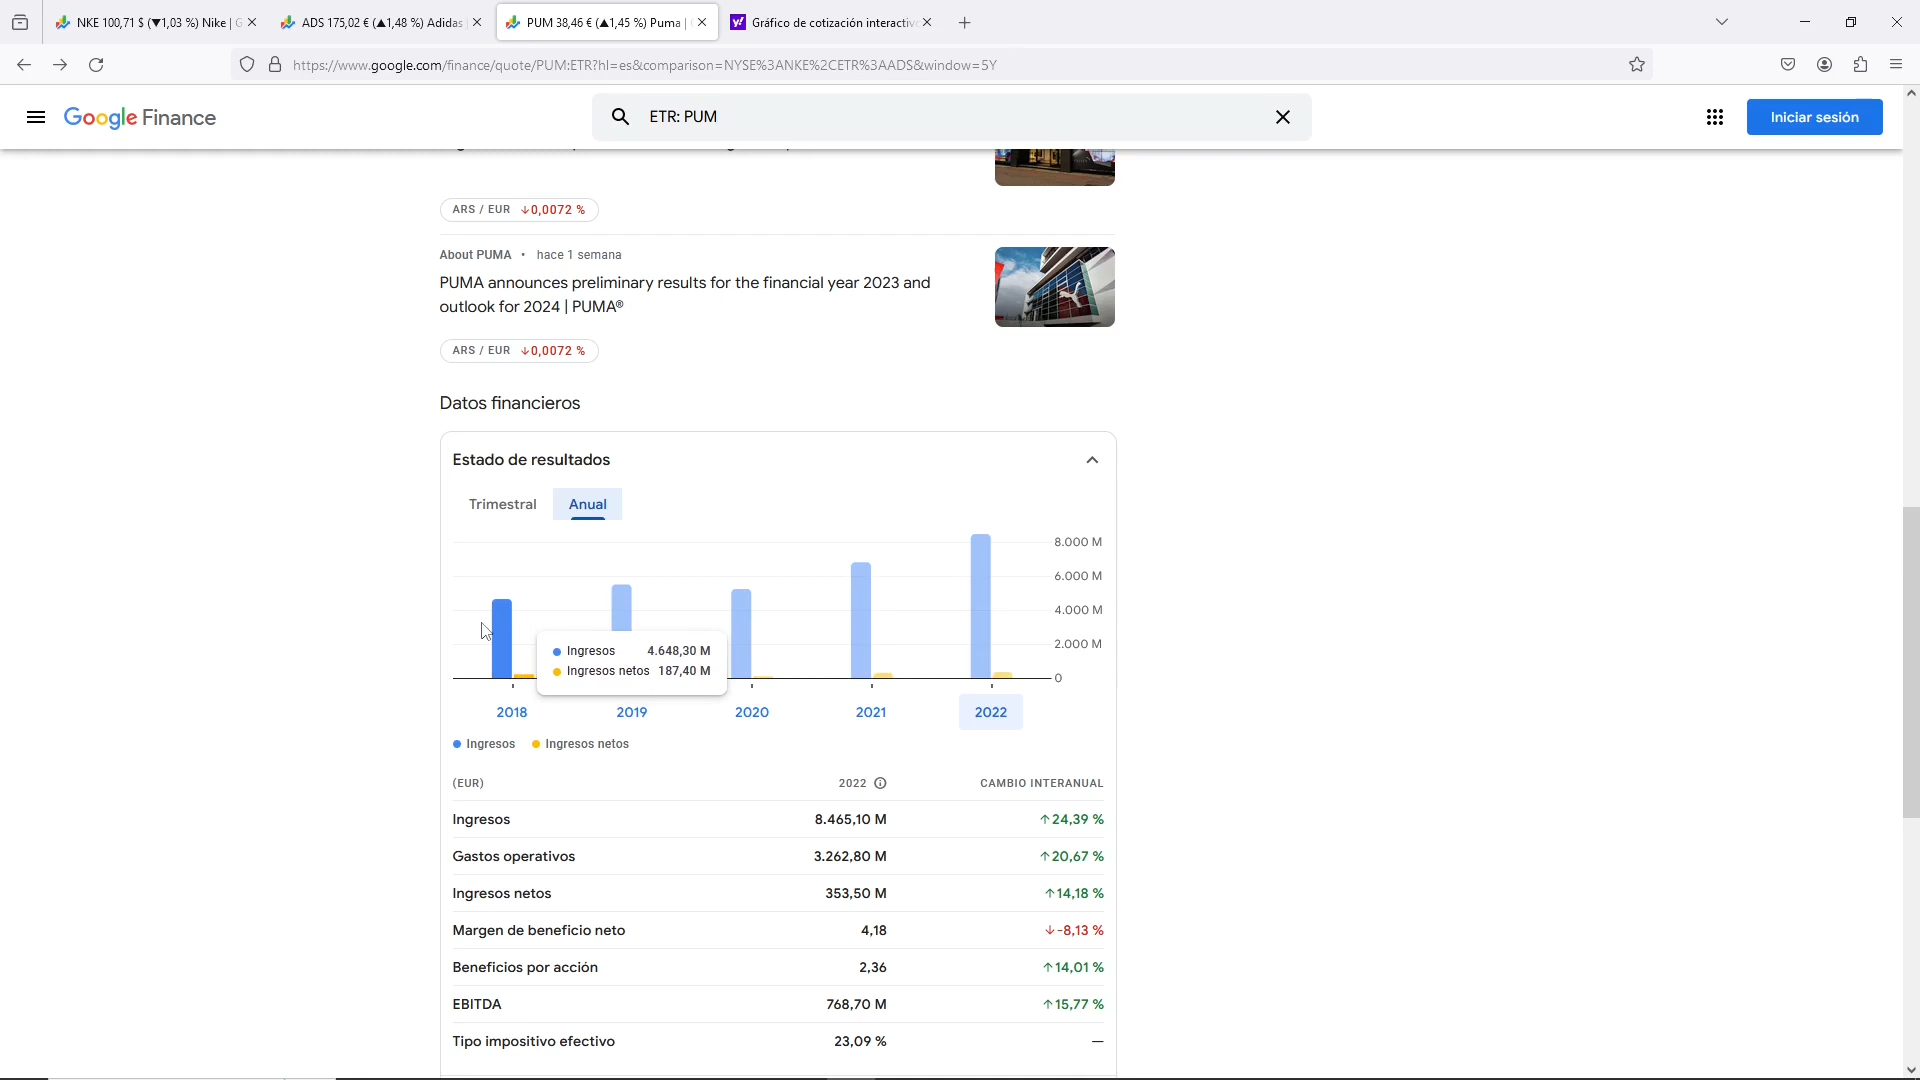 NKE 100,71 $ (▼1,03 %) Nike | G
ADS 175,02 € (▲1,48 %) Adidas
PUM 38,46 € (▲1,45 %) Puma |
Gráfico de cotización interactiv
https://www.google.com/finance/quote/PUM:ETR?hl=es&comparison=NYSE%3ANKE%2CETR%3AADS&window=5Y
Google Finance
ETR: PUM
Iniciar sesión
ARS / EUR ↓0,0072 %
About PUMA • hace 1 semana
PUMA announces preliminary results for the financial year 2023 and
outlook for 2024 | PUMA®
ARS / EUR ↓0,0072 %
Datos financieros
Estado de resultados
Trimestral Anual
8.000 M
6.000 M
4.000 M
2.000 M
0
Ingresos 4.648,30 M
Ingresos netos 187,40 M
2018 2019 2020 2021 2022
Ingresos Ingresos netos
(EUR) 2022 CAMBIO INTERANUAL
Ingresos 8.465,10 M ↑24,39 %
Gastos operativos 3.262,80 M ↑20,67 %
Ingresos netos 353,50 M ↑14,18 %
Margen de beneficio neto 4,18 ↓-8,13 %
Beneficios por acción 2,36 ↑14,01 %
EBITDA 768,70 M ↑15,77 %
Tipo impositivo efectivo 23,09 % —